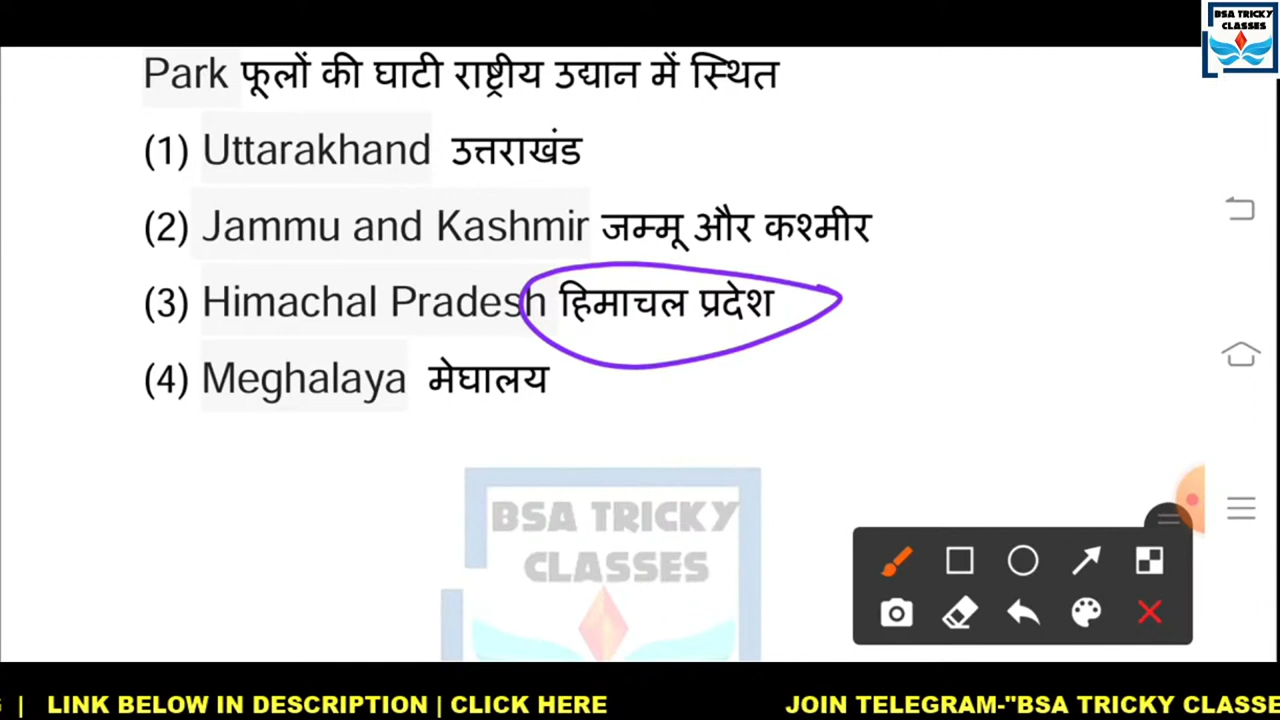 BSA TRICKY
CLASSES
Park फूलों की घाटी राष्ट्रीय उद्यान में स्थित
(1) Uttarakhand उत्तराखंड
(2) Jammu and Kashmir जम्मू और कश्मीर
(3) Himachal Pradesh हिमाचल प्रदेश
(4) Meghalaya मेघालय
BSA TRICKY
CLASSES
| LINK BELOW IN DESCRIPTION | CLICK HERE JOIN TELEGRAM-"BSA TRICKY CLASSE